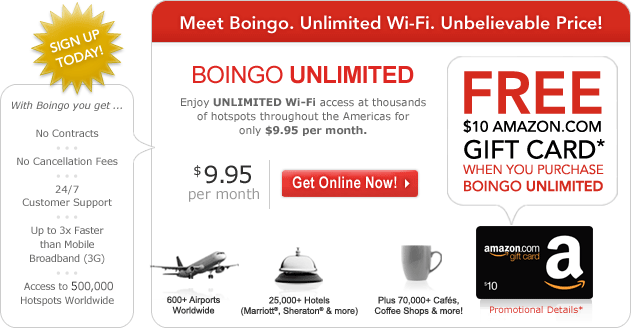 Meet Boingo. Unlimited Wi-Fi. Unbelievable Price!
SIGN UP
TODAY!
With Boingo you get ...
No Contracts
No Cancellation Fees
24/7
Customer Support
Up to 3x Faster
than Mobile
Broadband (3G)
Access to 500,000
Hotspots Worldwide
BOINGO UNLIMITED
Enjoy UNLIMITED Wi-Fi access at thousands
of hotspots throughout the Americas for
only $9.95 per month.
$9.95
per month
Get Online Now!
600+ Airports
Worldwide
25,000+ Hotels
(Marriott®, Sheraton® & more)
Plus 70,000+ Cafés,
Coffee Shops & more!
FREE
$10 AMAZON.COM
GIFT CARD*
WHEN YOU PURCHASE
BOINGO UNLIMITED
amazon.com
gift card
a
$10
Promotional Details*